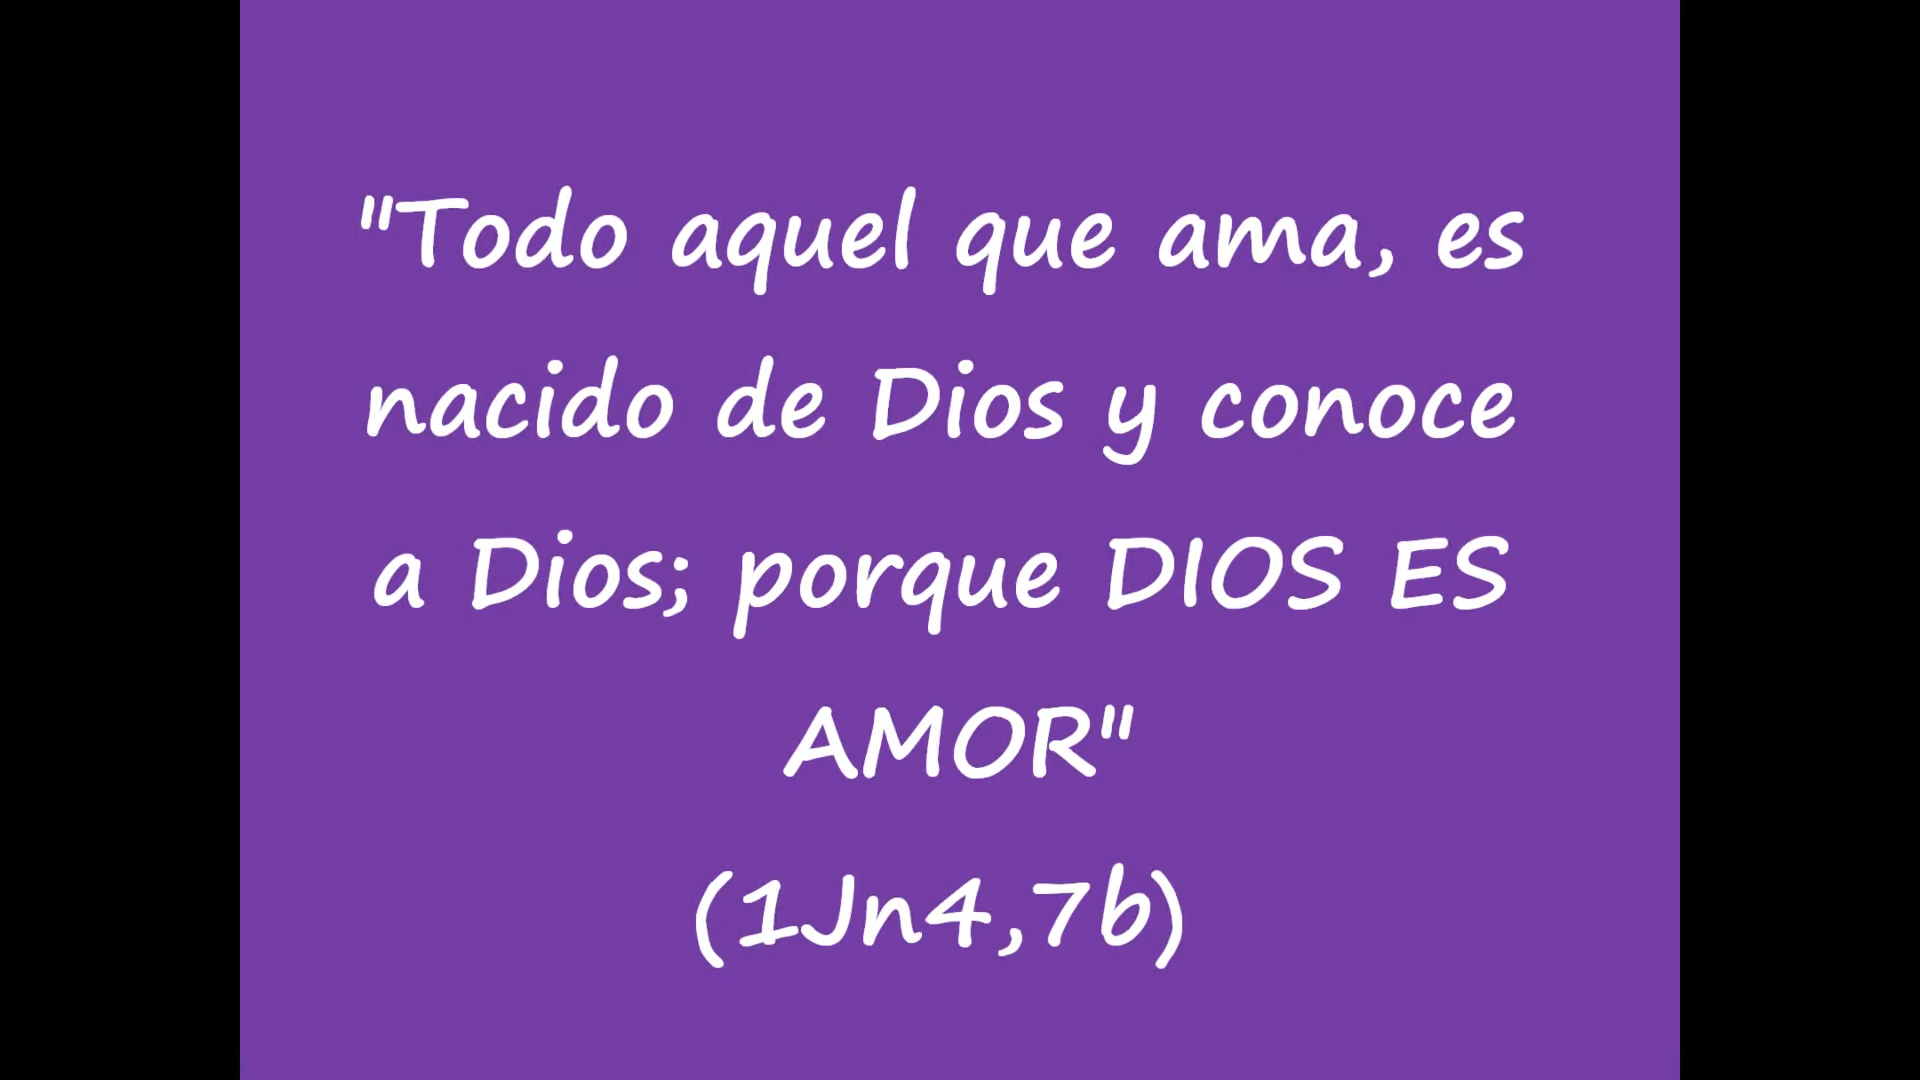 "Todo aquel que ama, es
nacido de Dios y conoce
a Dios; porque DIOS ES
AMOR"
(1Jn4,7b)